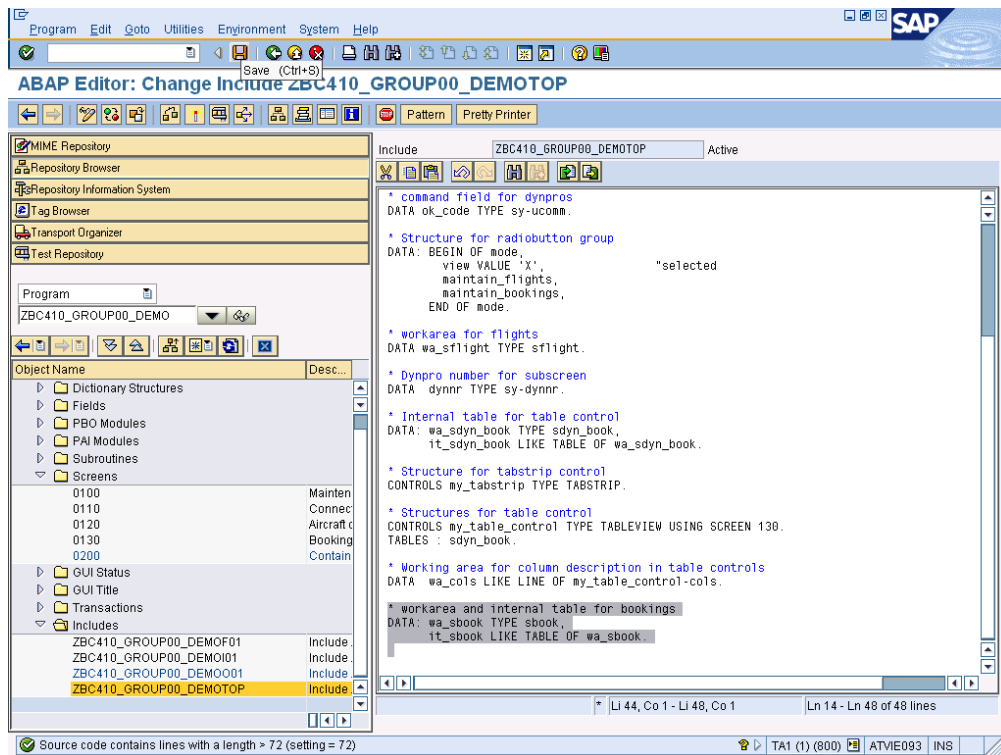 Program Edit Goto Utilities Environment System Help
SAP
Save (Ctrl+S)
ABAP Editor: Change Include ZBC410_GROUP00_DEMOTOP
Pattern Pretty Printer
MIME Repository
Repository Browser
Repository Information System
Tag Browser
Transport Organizer
Test Repository
Program
ZBC410_GROUP00_DEMO
Object Name Desc...
Dictionary Structures
Fields
PBO Modules
PAI Modules
Subroutines
Screens
0100 Mainten
0110 Connec
0120 Aircraft c
0130 Booking
0200 Contain
GUI Status
GUI Title
Transactions
Includes
ZBC410_GROUP00_DEMOF01 Include
ZBC410_GROUP00_DEMOI01 Include
ZBC410_GROUP00_DEMOO01 Include
ZBC410_GROUP00_DEMOTOP Include
Include ZBC410_GROUP00_DEMOTOP Active
* command field for dynpros
DATA ok_code TYPE sy-ucomm.
* Structure for radiobutton group
DATA: BEGIN OF mode,
view VALUE 'X', "selected
maintain_flights,
maintain_bookings,
END OF mode.
* workarea for flights
DATA wa_sflight TYPE sflight.
* Dynpro number for subscreen
DATA dynnr TYPE sy-dynnr.
* Internal table for table control
DATA: wa_sdyn_book TYPE sdyn_book,
it_sdyn_book LIKE TABLE OF wa_sdyn_book.
* Structure for tabstrip control
CONTROLS my_tabstrip TYPE TABSTRIP.
* Structures for table control
CONTROLS my_table_control TYPE TABLEVIEW USING SCREEN 130.
TABLES : sdyn_book.
* Working area for column description in table controls
DATA wa_cols LIKE LINE OF my_table_control-cols.
* workarea and internal table for bookings
DATA: wa_sbook TYPE sbook,
it_sbook LIKE TABLE OF wa_sbook.
* Li 44, Co 1 - Li 48, Co 1 Ln 14 - Ln 48 of 48 lines
Source code contains lines with a length > 72 (setting = 72) TA1 (1) (800) ATVIE093 INS